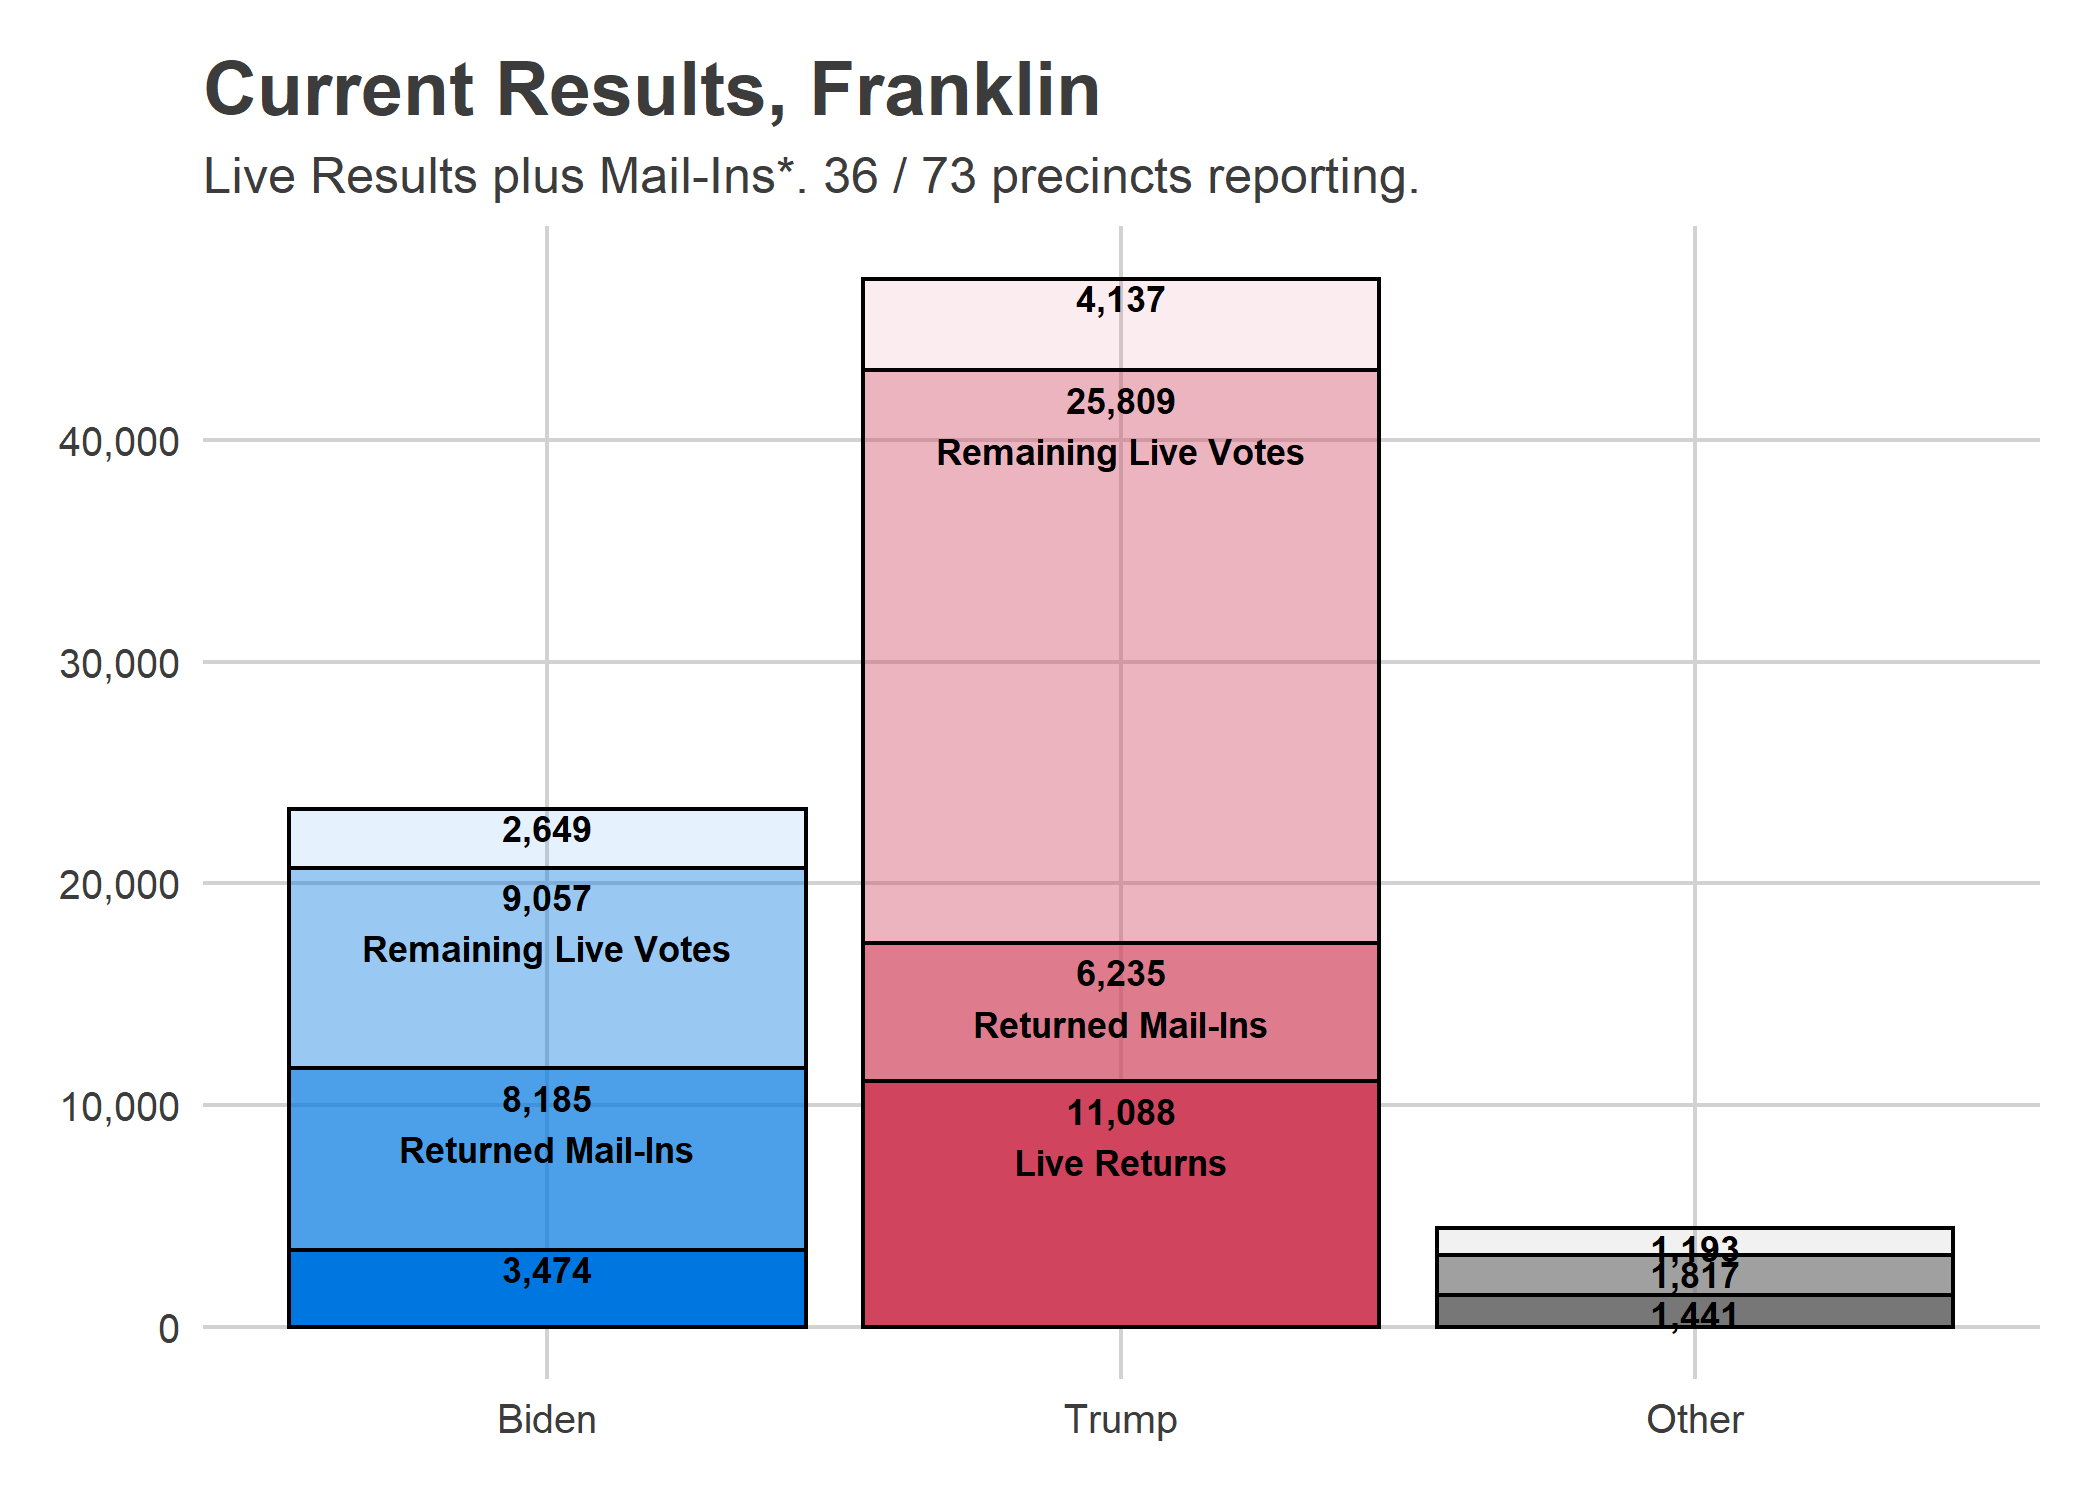 Current Results, Franklin
Live Results plus Mail-Ins*. 36 / 73 precincts reporting.
4,137
25,809
Remaining Live Votes
40,000
30,000
2,649
20,000
9,057
Remaining Live Votes
6,235
Returned Mail-Ins
8,185
Returned Mail-Ins
10,000
11,088
Live Returns
3,474
1,193
1,817
1,441
0
Biden
Trump
Other